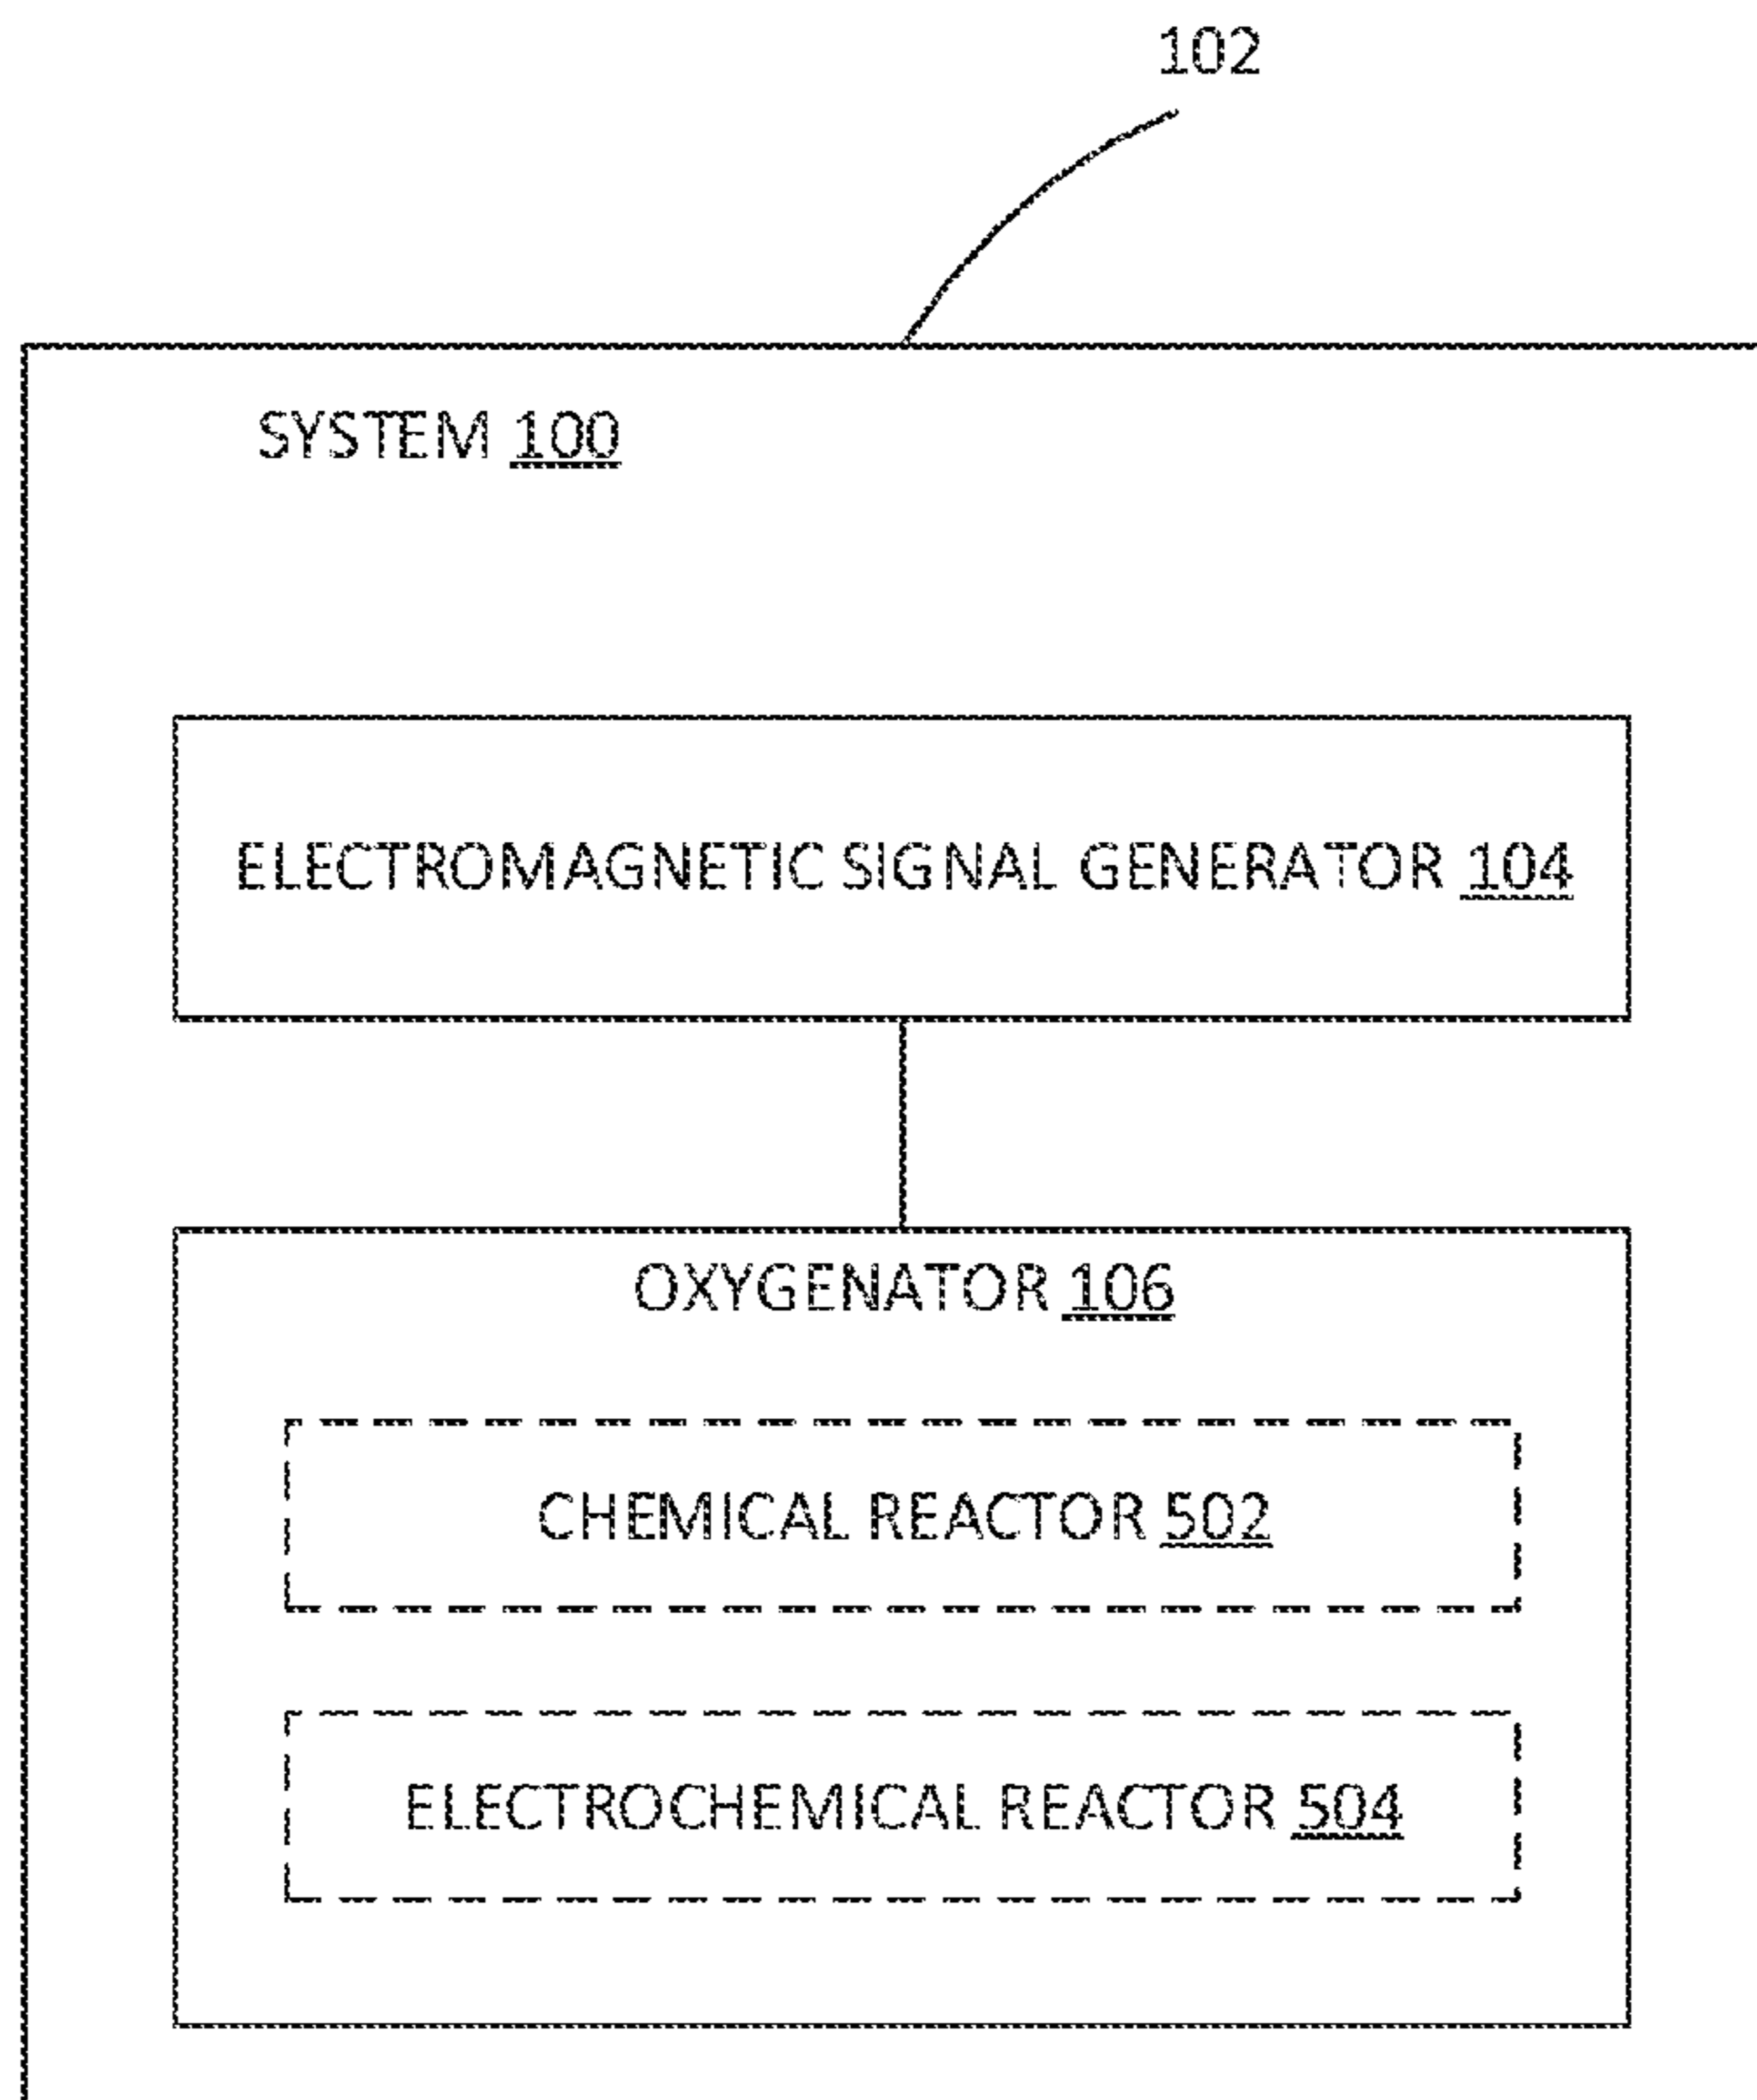 102
SYSTEM 100
ELECTROMAGNETIC SIGNAL GENERATOR 104
OXYGENATOR 106
CHEMICAL REACTOR 502
ELECTROCHEMICAL REACTOR 504